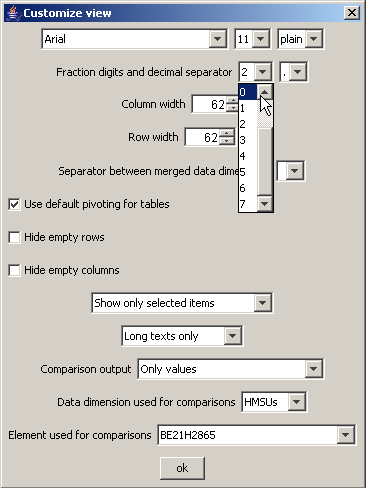 Customize view
Arial 11 plain
Fraction digits and decimal separator 2 .
0
Column width 62
1
2
Row width 62
3
4
Separator between merged data dime
5
6
Use default pivoting for tables
7
Hide empty rows
Hide empty columns
Show only selected items
Long texts only
Comparison output Only values
Data dimension used for comparisons HMSUs
Element used for comparisons BE21H2865
ok